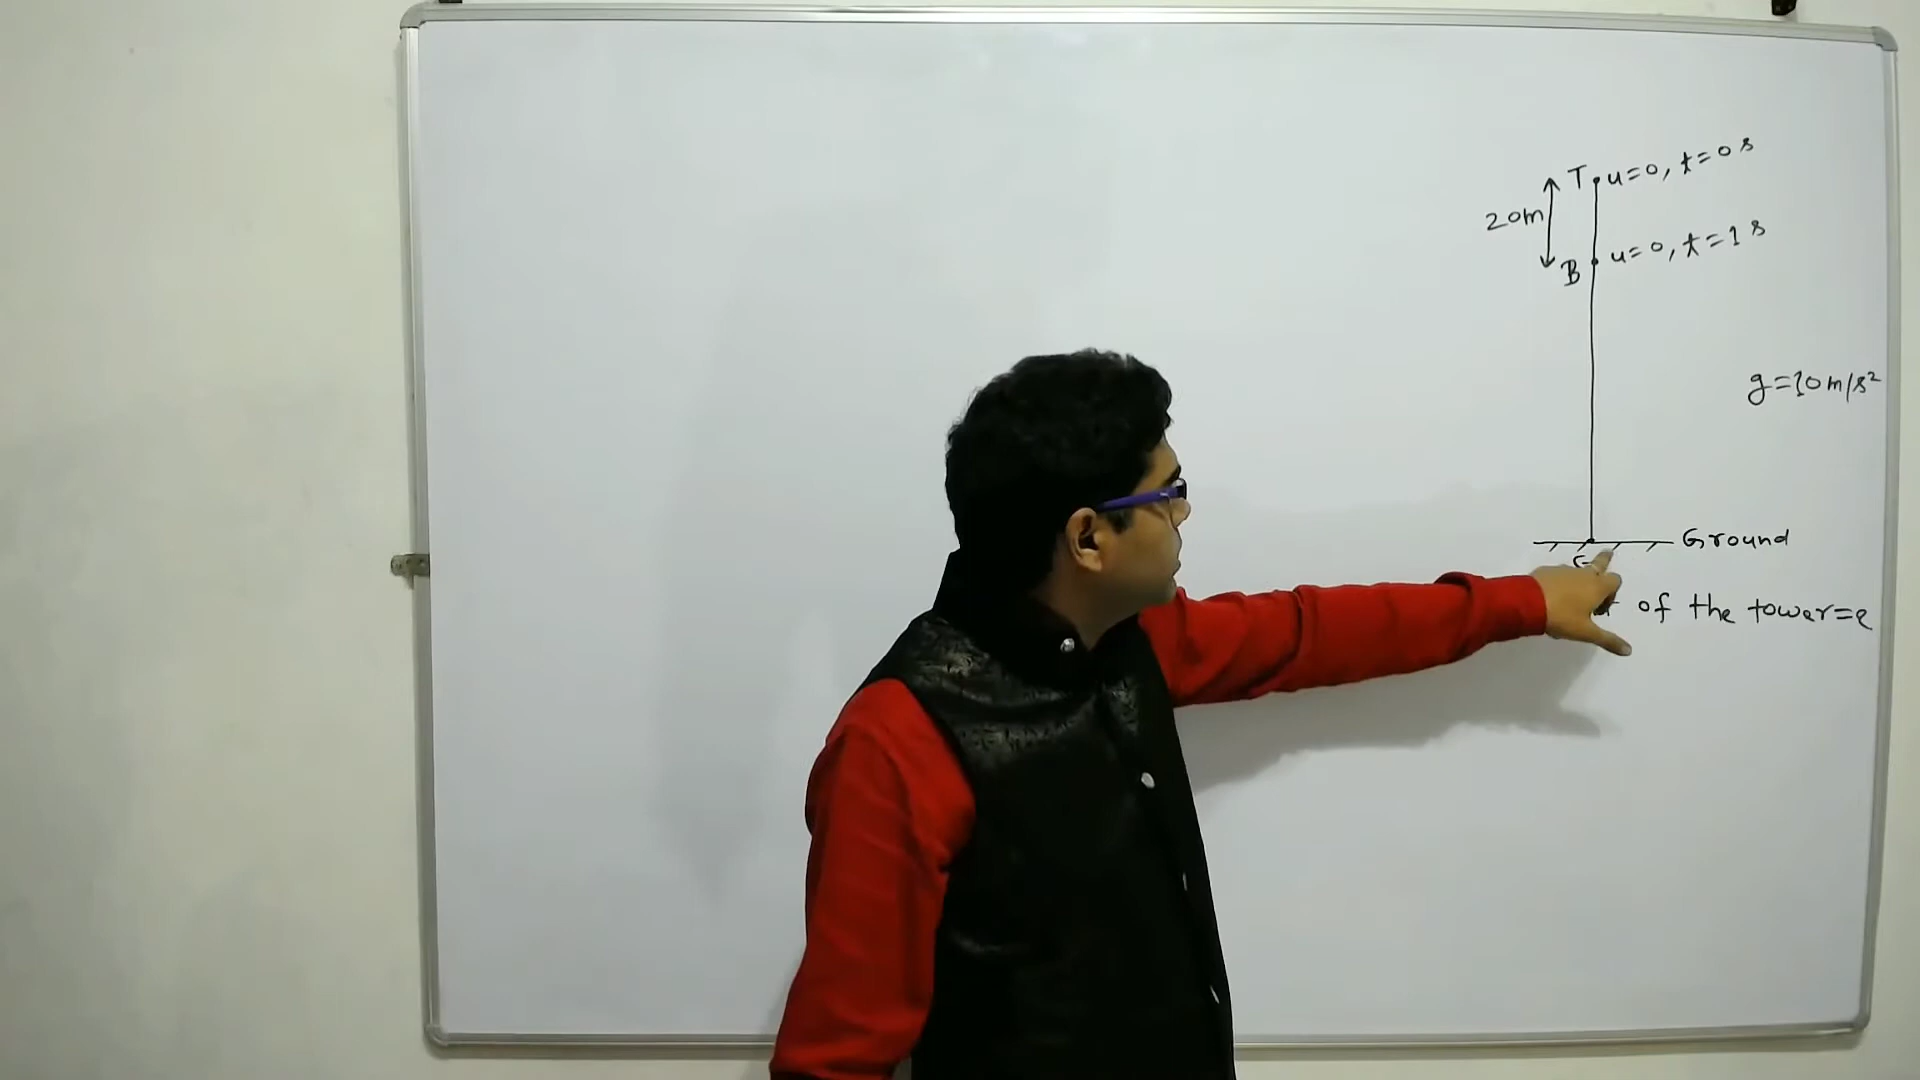 T u=0, t=0 s
20m
B u=0, t=1 s
g=10 m/s²
Ground
of the tower=